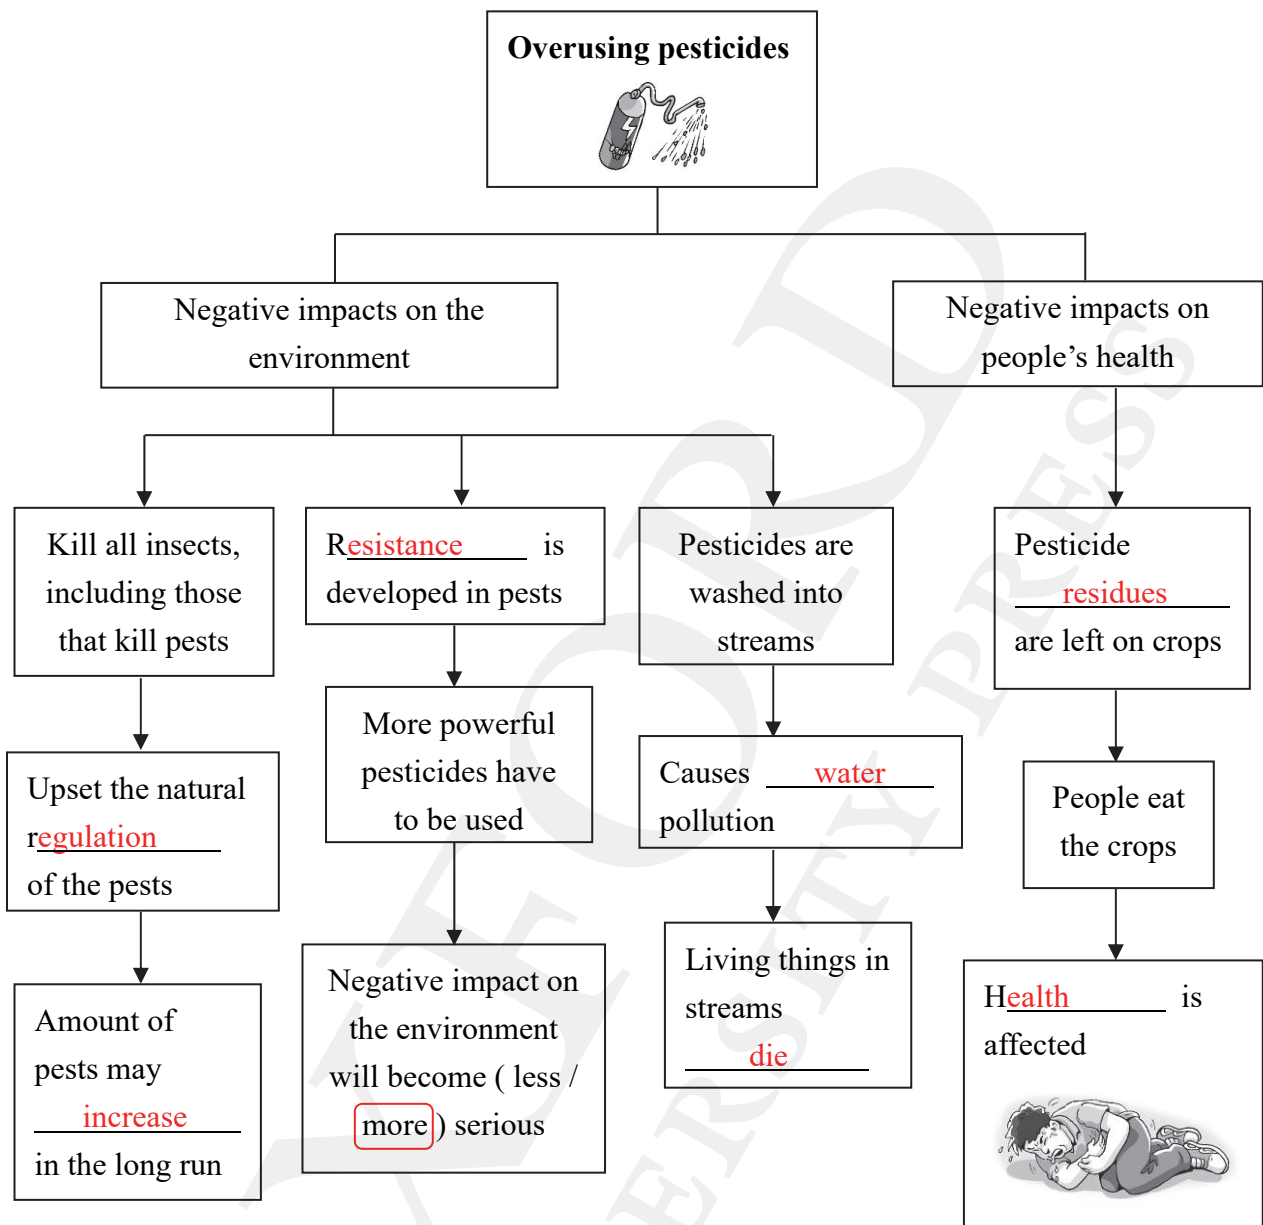 Overusing pesticides
Negative impacts on the
environment
Negative impacts on
people’s health
Kill all insects,
including those
that kill pests
Upset the natural
regulation
of the pests
Amount of
pests may
increase
in the long run
Resistance is
developed in pests
More powerful
pesticides have
to be used
Negative impact on
the environment
will become ( less /
more ) serious
Pesticides are
washed into
streams
Causes water
pollution
Living things in
streams
die
Pesticide
residues
are left on crops
People eat
the crops
Health is
affected
XFORD
ERSITY PRESS